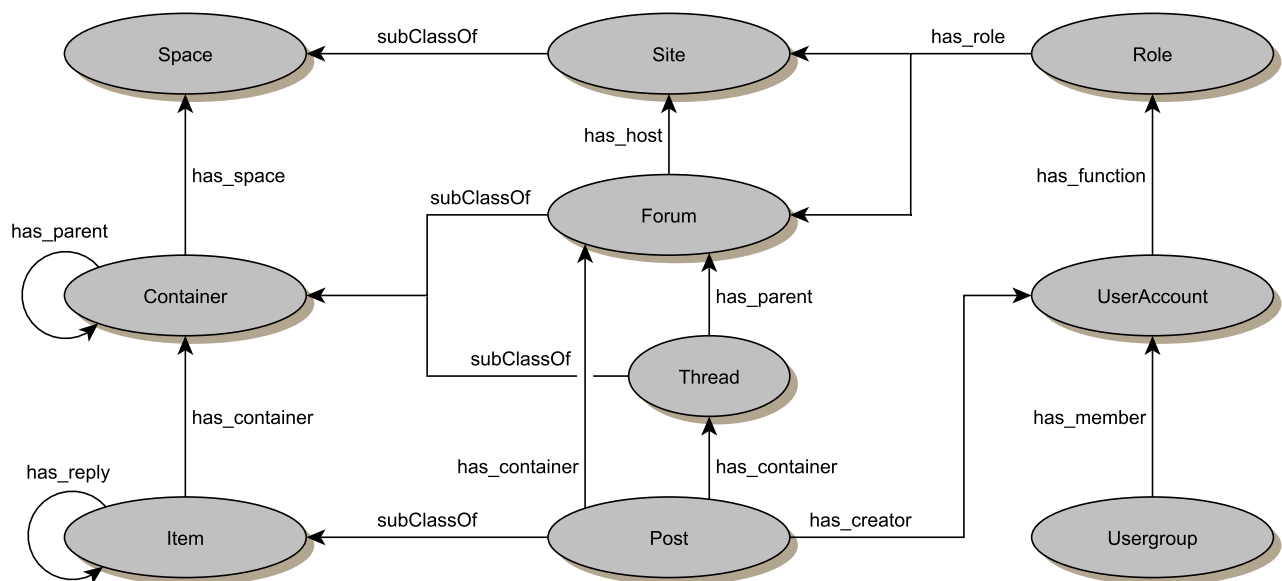 subClassOf
has_role
Space
Site
Role
has_host
has_space
has_function
subClassOf
Forum
has_parent
Container
has_parent
UserAccount
subClassOf
Thread
has_container
has_member
has_reply
has_container
has_container
subClassOf
has_creator
Item
Post
Usergroup